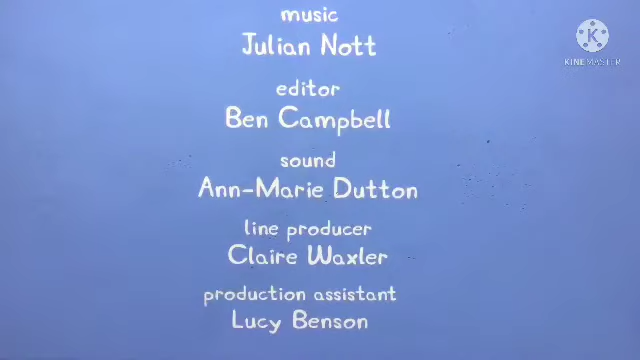 music
Julian Nott
K
KINEMASTER
editor
Ben Campbell
sound
Ann-Marie Dutton
line producer
Claire Waxler
production assistant
Lucy Benson